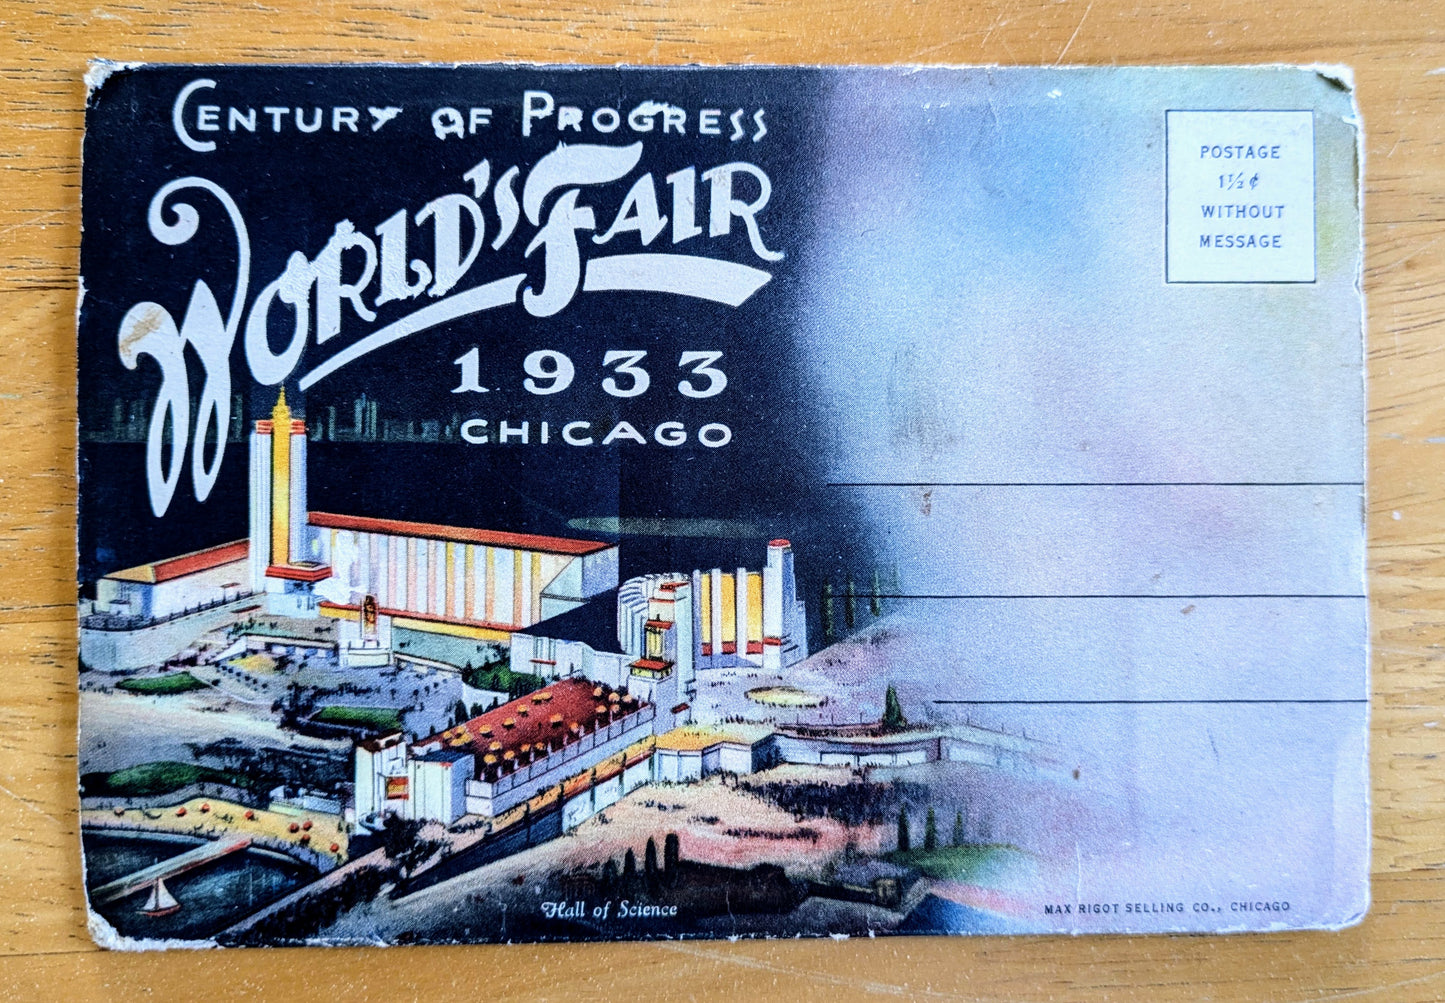 CENTURY OF PROGRESS
WORLD'S FAIR
1933
CHICAGO
POSTAGE
1½¢
WITHOUT
MESSAGE
Hall of Science
MAX RIGOT SELLING CO., CHICAGO